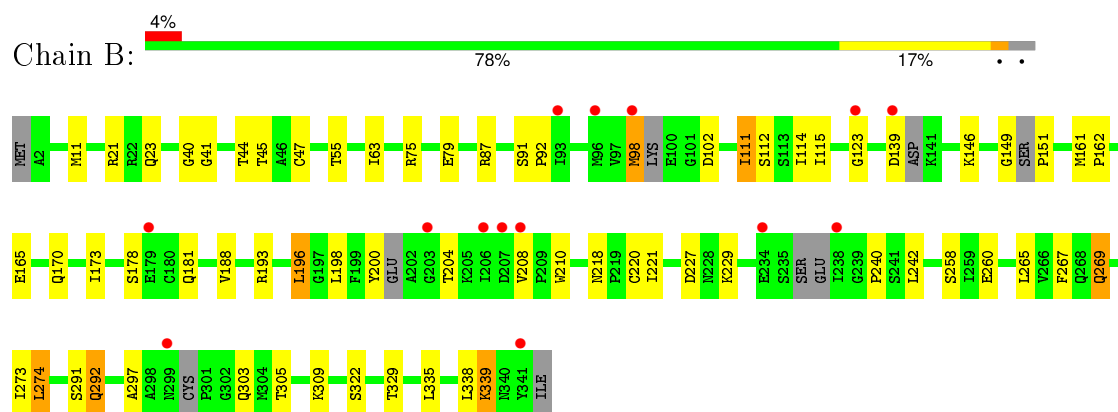 4%
Chain B:
78% 17% • •
MET A2 M11 R21 R22 Q23 G40 G41 T44 T45 A46 C47 T55 I63 R75 E79 R87 S91 P92 I93 M96 V97 M98 LYS E100 G101 D102 I111 S112 S113 I114 I115 G123 D139 ASP K141 K146 G149 SER P151 M161 P162
E165 Q170 I173 S178 E179 C180 Q181 V188 R193 L196 G197 L198 F199 Y200 GLU A202 G203 T204 K205 I206 D207 V208 P209 W210 N218 P219 C220 I221 D227 N228 K229 E234 S235 SER GLU I238 G239 P240 S241 L242 S258 I259 E260 L265 V266 F267 Q268 Q269
I273 L274 S291 Q292 A297 A298 N299 CYS P301 G302 Q303 M304 T305 K309 S322 T329 L335 L338 K339 N340 Y341 ILE